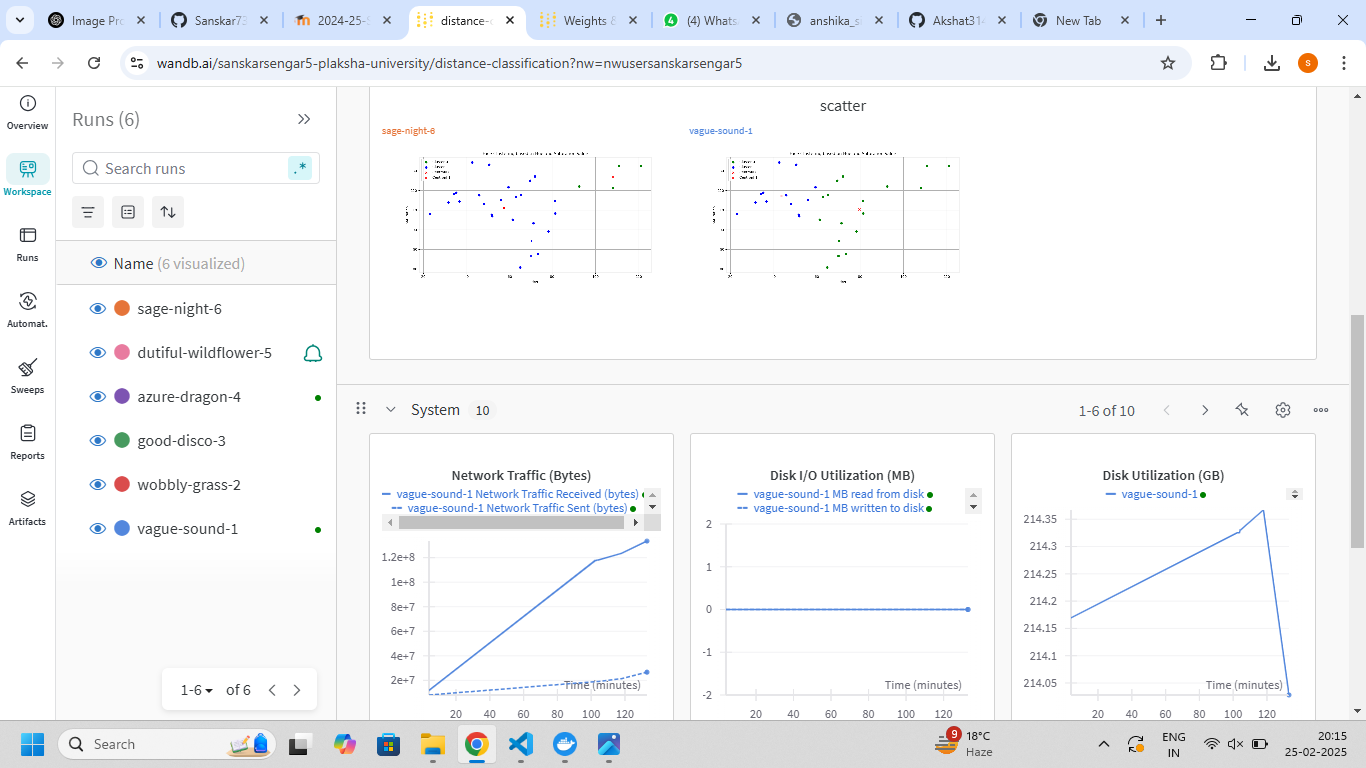 Image Pro
Sanskar73
2024-25-S
distance-c
Weights &
(4) Whats
anshika_s
Akshat314
New Tab
wandb.ai/sanskarsengar5-plaksha-university/distance-classification?nw=nwusersanskarsengar5
S
Overview
Workspace
Runs
Automat.
Sweeps
Reports
Artifacts
Runs (6)
Search runs
.*
Name (6 visualized)
sage-night-6
dutiful-wildflower-5
azure-dragon-4
good-disco-3
wobbly-grass-2
vague-sound-1
1-6
of 6
scatter
sage-night-6
vague-sound-1
System 10
1-6 of 10
Network Traffic (Bytes)
vague-sound-1 Network Traffic Received (bytes)
vague-sound-1 Network Traffic Sent (bytes)
1.2e+8
1e+8
8e+7
6e+7
4e+7
2e+7
Time (minutes)
20 40 60 80 100 120
Disk I/O Utilization (MB)
vague-sound-1 MB read from disk
vague-sound-1 MB written to disk
2
1
0
-1
-2
Time (minutes)
20 40 60 80 100 120
Disk Utilization (GB)
vague-sound-1
214.35
214.3
214.25
214.2
214.15
214.1
214.05
Time (minutes)
20 40 60 80 100 120
Search
9
18°C
Haze
ENG
IN
20:15
25-02-2025